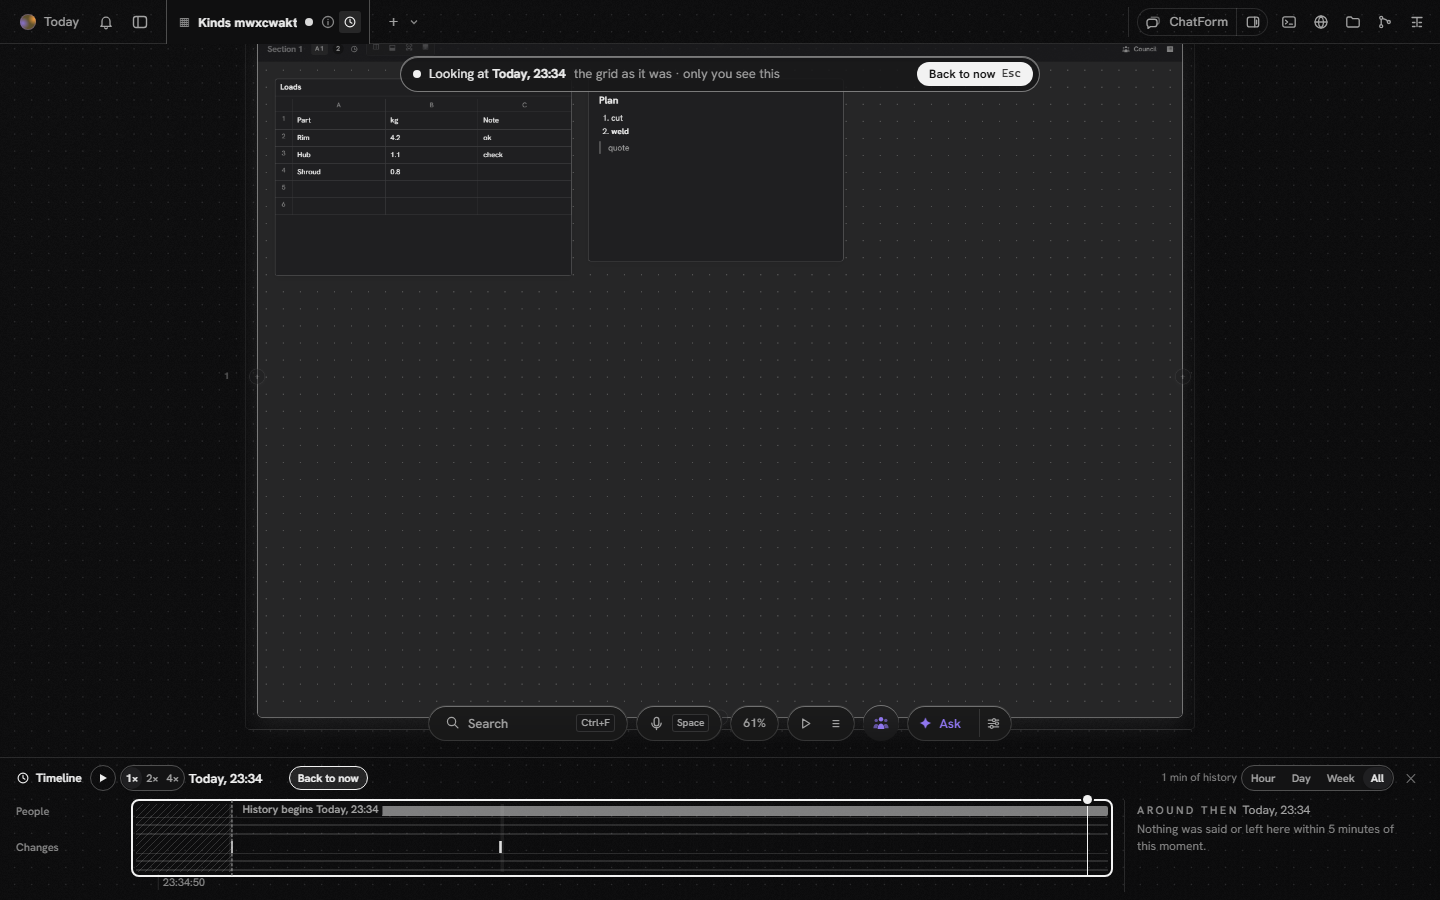 Today
Kinds mwxcwakt
ChatForm
Section 1 A1 2
Council
Looking at Today, 23:34 the grid as it was · only you see this
Back to now Esc
Loads
A B C
1 Part kg Note
2 Rim 4.2 ok
3 Hub 1.1 check
4 Shroud 0.8
5
6
Plan
1. cut
2. weld
quote
1
Search Ctrl+F
Space
61%
Ask
Timeline
1× 2× 4×
Today, 23:34
Back to now
1 min of history
Hour Day Week All
People
History begins Today, 23:34
Changes
23:34:50
AROUND THEN Today, 23:34
Nothing was said or left here within 5 minutes of
this moment.